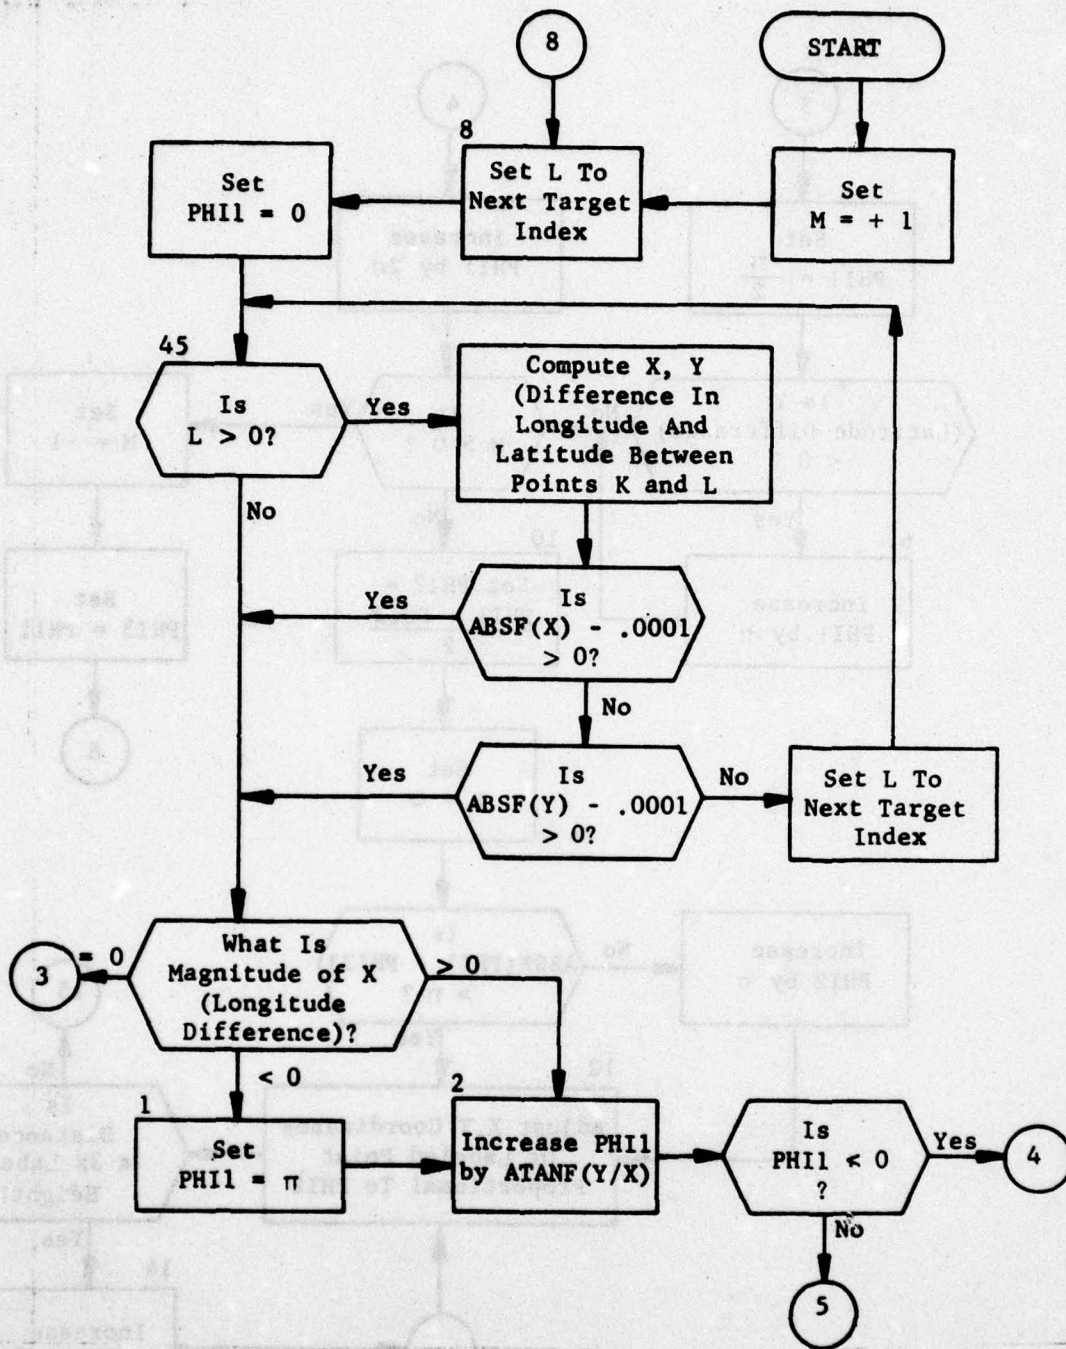 8
START
8
Set
PHI1 = 0
Set L To
Next Target
Index
Set
M = + 1
45
Is
L > 0?
Yes
No
Compute X, Y
(Difference In
Longitude And
Latitude Between
Points K and L
Yes
Is
ABSF(X) - .0001
> 0?
No
Yes
Is
ABSF(Y) - .0001
> 0?
No
Set L To
Next Target
Index
3
= 0
What Is
Magnitude of X
(Longitude
Difference)?
> 0
< 0
1
Set
PHI1 = π
2
Increase PHI1
by ATANF(Y/X)
Is
PHI1 < 0
?
Yes
4
No
5